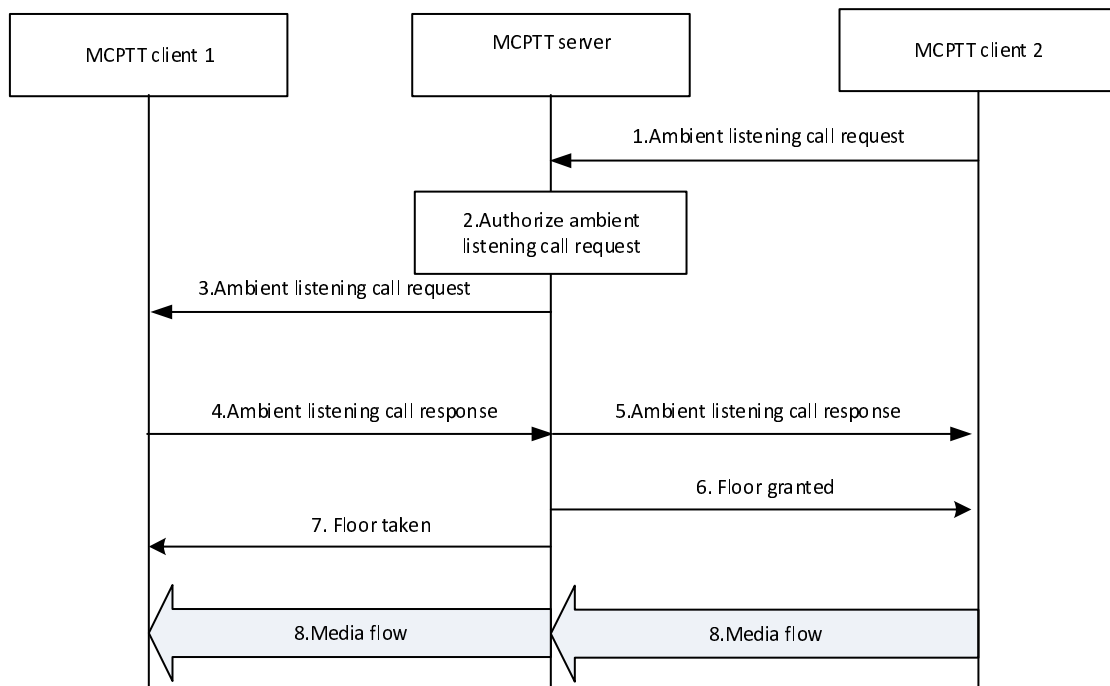 MCPTT client 1
MCPTT server
MCPTT client 2
1.Ambient listening call request
2.Authorize ambient
listening call request
3.Ambient listening call request
4.Ambient listening call response
5.Ambient listening call response
6. Floor granted
7. Floor taken
8.Media flow
8.Media flow